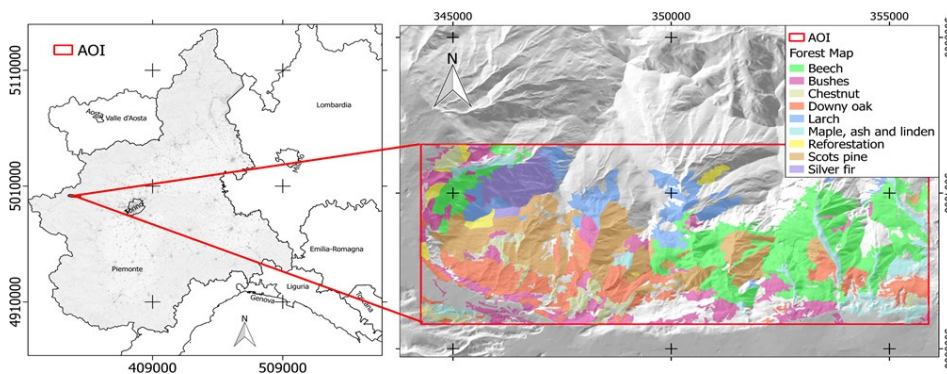 AOI
N
345000
350000
355000
AOI
Forest Map
Beech
Bushes
Chestnut
Downy oak
Larch
Maple, ash and linden
Reforestation
Scots pine
Silver fir
5110000
Aosta
Valle d'Aosta
Lombardia
5010000
Piemonte
Emilia-Romagna
Liguria
Genova
4910000
N
409000
509000